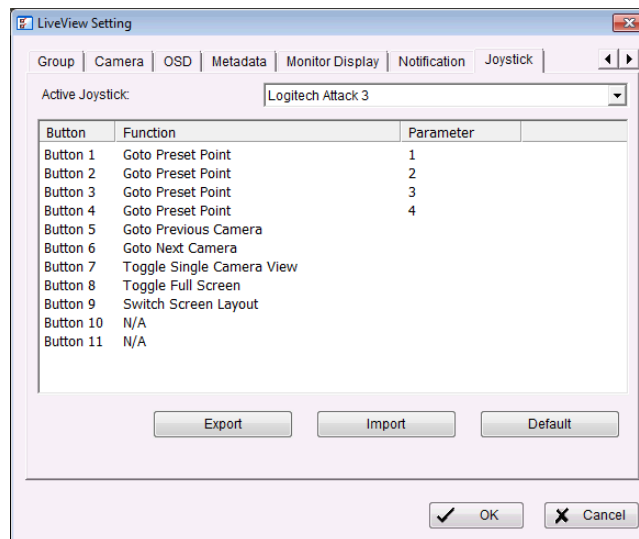 LiveView Setting
Group Camera OSD Metadata Monitor Display Notification Joystick
Active Joystick: Logitech Attack 3
Button Function Parameter
Button 1 Goto Preset Point 1
Button 2 Goto Preset Point 2
Button 3 Goto Preset Point 3
Button 4 Goto Preset Point 4
Button 5 Goto Previous Camera
Button 6 Goto Next Camera
Button 7 Toggle Single Camera View
Button 8 Toggle Full Screen
Button 9 Switch Screen Layout
Button 10 N/A
Button 11 N/A
Export Import Default
OK Cancel